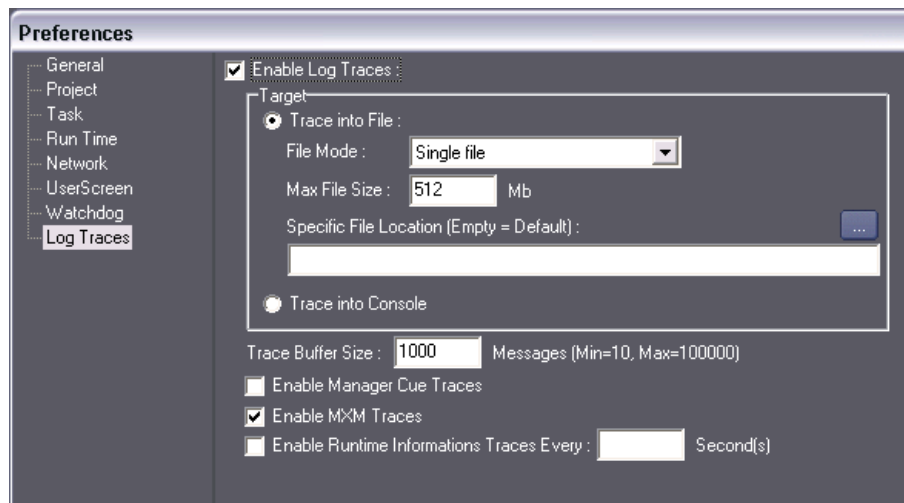 Preferences
General
Project
Task
Run Time
Network
UserScreen
Watchdog
Log Traces
Enable Log Traces :
Target
Trace into File :
File Mode : Single file
Max File Size : 512 Mb
Specific File Location (Empty = Default) :
...
Trace into Console
Trace Buffer Size : 1000 Messages (Min=10, Max=100000)
Enable Manager Cue Traces
Enable MXM Traces
Enable Runtime Informations Traces Every : Second(s)